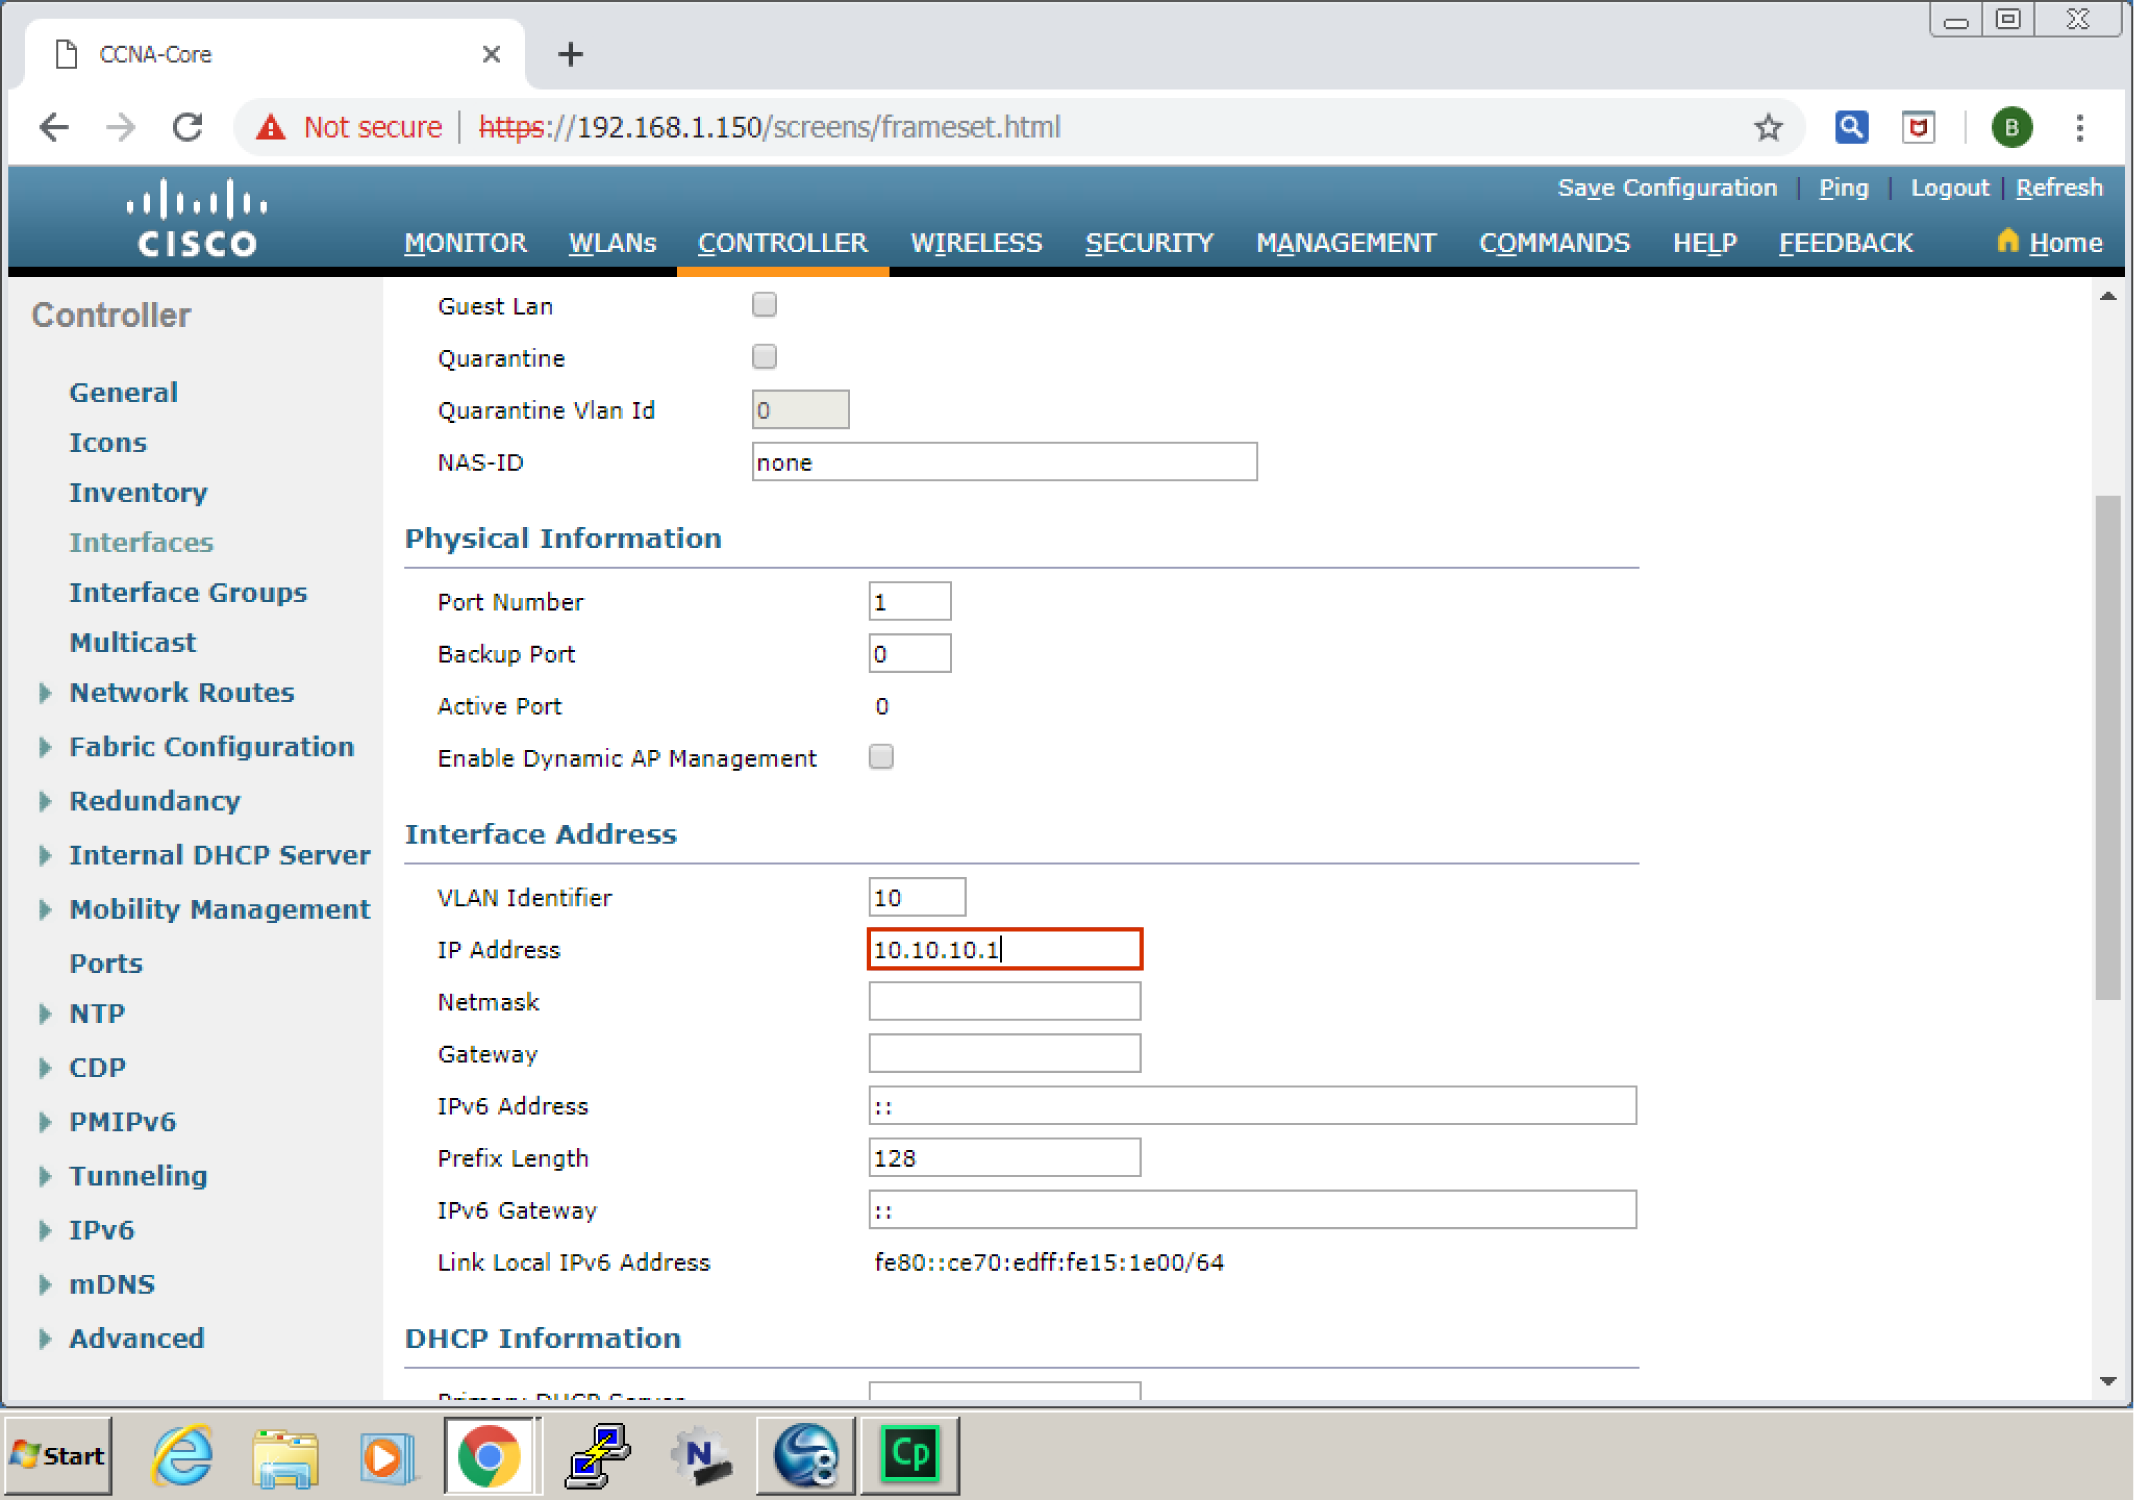 CCNA-Core
Not secure | https://192.168.1.150/screens/frameset.html
B
Save Configuration | Ping | Logout | Refresh
CISCO
MONITOR WLANs CONTROLLER WIRELESS SECURITY MANAGEMENT COMMANDS HELP FEEDBACK Home
Controller
General
Icons
Inventory
Interfaces
Interface Groups
Multicast
Network Routes
Fabric Configuration
Redundancy
Internal DHCP Server
Mobility Management
Ports
NTP
CDP
PMIPv6
Tunneling
IPv6
mDNS
Advanced
Guest Lan
Quarantine
Quarantine Vlan Id 0
NAS-ID none
Physical Information
Port Number 1
Backup Port 0
Active Port 0
Enable Dynamic AP Management
Interface Address
VLAN Identifier 10
IP Address 10.10.10.1
Netmask
Gateway
IPv6 Address ::
Prefix Length 128
IPv6 Gateway ::
Link Local IPv6 Address fe80::ce70:edff:fe15:1e00/64
DHCP Information
Primary DHCP Server
Start
N
8
Cp